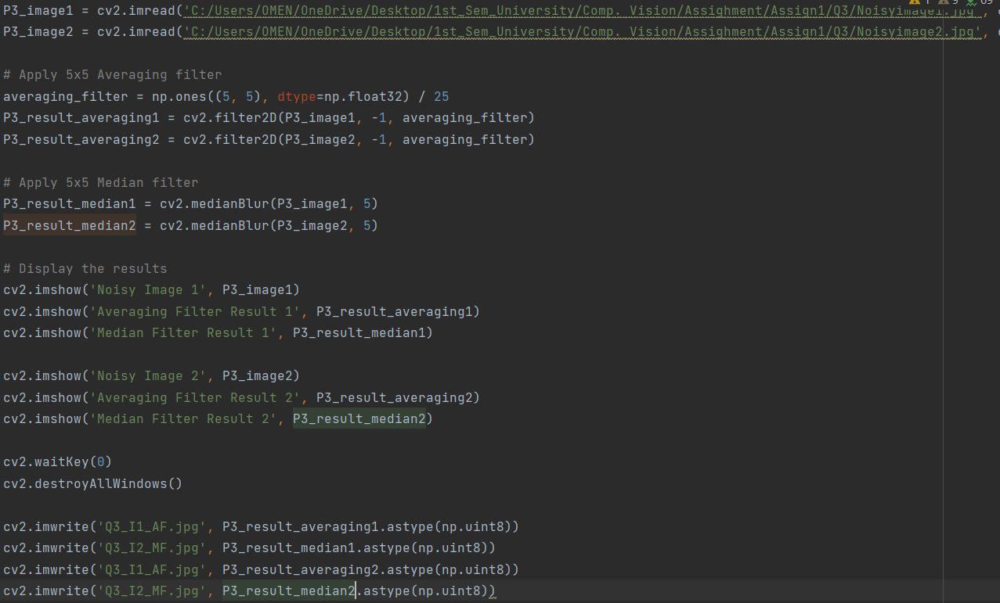 P3_image1 = cv2.imread('C:/Users/OMEN/OneDrive/Desktop/1st_Sem_University/Comp. Vision/Assighment/Assign1/Q3/Noisyimage1.jpg',
P3_image2 = cv2.imread('C:/Users/OMEN/OneDrive/Desktop/1st_Sem_University/Comp. Vision/Assighment/Assign1/Q3/Noisyimage2.jpg',
# Apply 5x5 Averaging filter
averaging_filter = np.ones((5, 5), dtype=np.float32) / 25
P3_result_averaging1 = cv2.filter2D(P3_image1, -1, averaging_filter)
P3_result_averaging2 = cv2.filter2D(P3_image2, -1, averaging_filter)
# Apply 5x5 Median filter
P3_result_median1 = cv2.medianBlur(P3_image1, 5)
P3_result_median2 = cv2.medianBlur(P3_image2, 5)
# Display the results
cv2.imshow('Noisy Image 1', P3_image1)
cv2.imshow('Averaging Filter Result 1', P3_result_averaging1)
cv2.imshow('Median Filter Result 1', P3_result_median1)
cv2.imshow('Noisy Image 2', P3_image2)
cv2.imshow('Averaging Filter Result 2', P3_result_averaging2)
cv2.imshow('Median Filter Result 2', P3_result_median2)
cv2.waitKey(0)
cv2.destroyAllWindows()
cv2.imwrite('Q3_I1_AF.jpg', P3_result_averaging1.astype(np.uint8))
cv2.imwrite('Q3_I2_MF.jpg', P3_result_median1.astype(np.uint8))
cv2.imwrite('Q3_I1_AF.jpg', P3_result_averaging2.astype(np.uint8))
cv2.imwrite('Q3_I2_MF.jpg', P3_result_median2.astype(np.uint8))